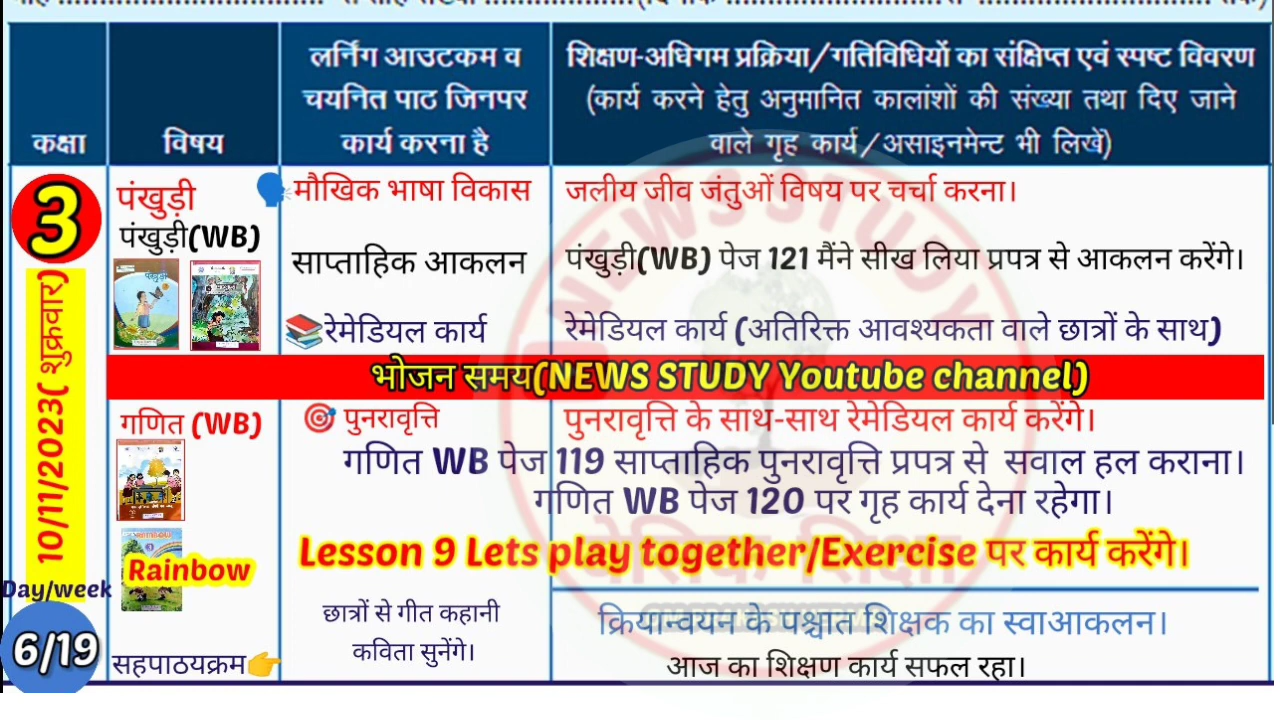 लर्निंग आउटकम व
चयनित पाठ जिनपर
कार्य करना है
शिक्षण-अधिगम प्रक्रिया/गतिविधियों का संक्षिप्त एवं स्पष्ट विवरण
(कार्य करने हेतु अनुमानित कालांशों की संख्या तथा दिए जाने
वाले गृह कार्य/असाइनमेन्ट भी लिखें)
कक्षा
विषय
3
10/11/2023( शुक्रवार)
Day/week
6/19
पंखुड़ी
पंखुड़ी(WB)
मौखिक भाषा विकास
जलीय जीव जंतुओं विषय पर चर्चा करना।
साप्ताहिक आकलन
पंखुड़ी(WB) पेज 121 मैंने सीख लिया प्रपत्र से आकलन करेंगे।
रेमेडियल कार्य
रेमेडियल कार्य (अतिरिक्त आवश्यकता वाले छात्रों के साथ)
भोजन समय(NEWS STUDY Youtube channel)
गणित (WB)
पुनरावृत्ति
पुनरावृत्ति के साथ-साथ रेमेडियल कार्य करेंगे।
गणित WB पेज 119 साप्ताहिक पुनरावृत्ति प्रपत्र से सवाल हल कराना।
गणित WB पेज 120 पर गृह कार्य देना रहेगा।
Rainbow
Lesson 9 Lets play together/Exercise पर कार्य करेंगे।
सहपाठयक्रम
छात्रों से गीत कहानी
कविता सुनेंगे।
क्रियान्वयन के पश्चात शिक्षक का स्वाआकलन।
आज का शिक्षण कार्य सफल रहा।
NEWS STUDY
बेसिक शिक्षा